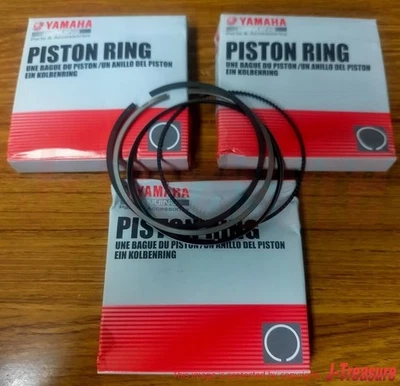 YAMAHA
Parts & Accessories
PISTON RING
UNE BAGUE DU PISTON/UN ANILLO DEL PISTON
EIN KOLBENRING
YAMAHA
PISTON RING
UNE BAGUE DU PISTON/UN ANILLO DEL PISTON
EIN KOLBENRING
YAMAHA
PISTON RING
UNE BAGUE DU PISTON/UN ANILLO DEL PISTON
EIN KOLBENRING
J-Treasure